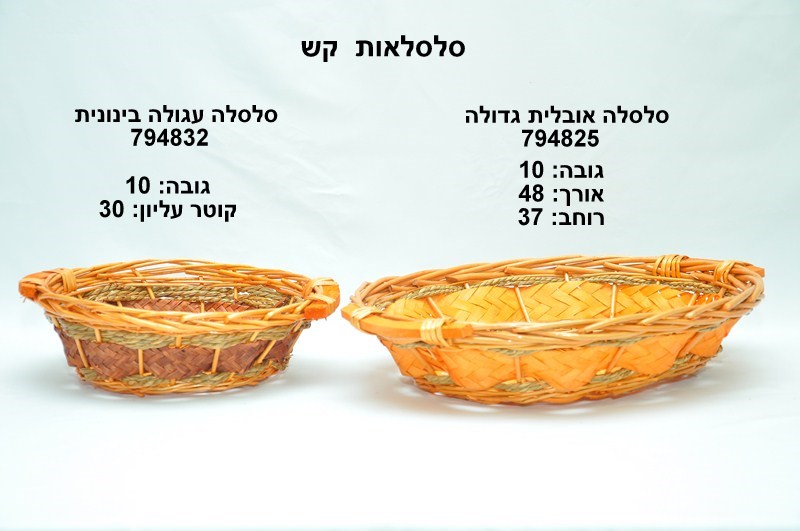 סלסלאות קש
סלסלה אובלית גדולה
794825
גובה: 10
אורך: 48
רוחב: 37
סלסלה עגולה בינונית
794832
גובה: 10
קוטר עליון: 30